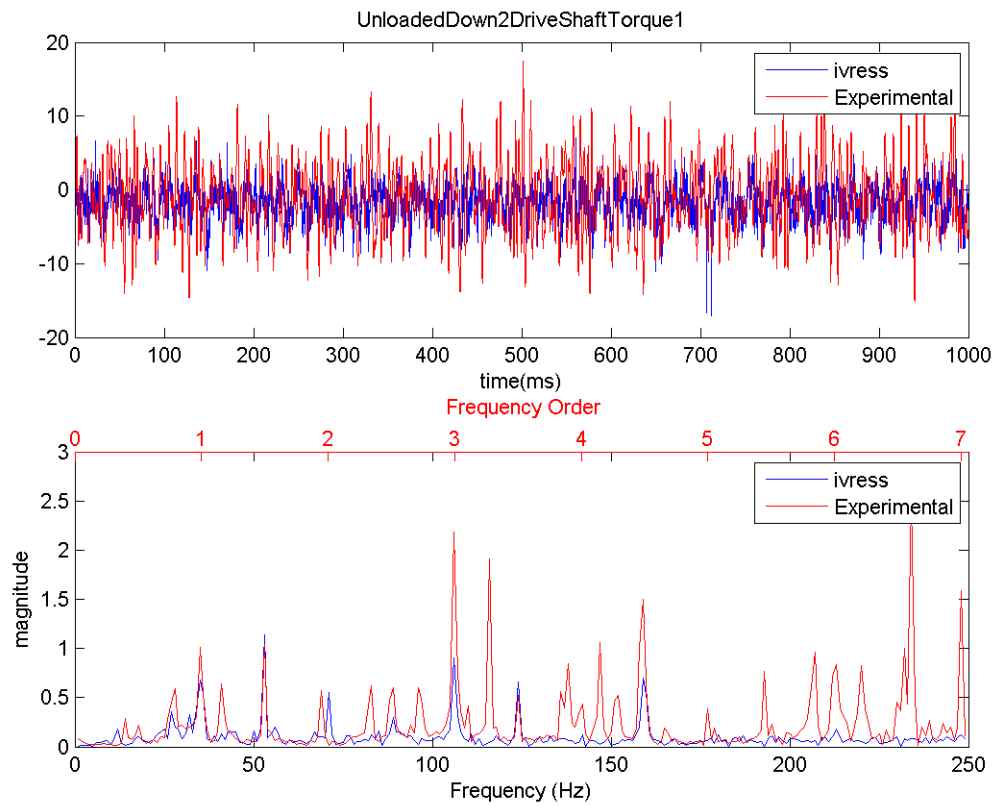 UnloadedDown2DriveShaftTorque1
20
10
0
-10
-20
ivress
Experimental
0 100 200 300 400 500 600 700 800 900 1000
time(ms)
Frequency Order
0 1 2 3 4 5 6 7
3
2.5
2
1.5
1
0.5
0
magnitude
ivress
Experimental
0 50 100 150 200 250
Frequency (Hz)